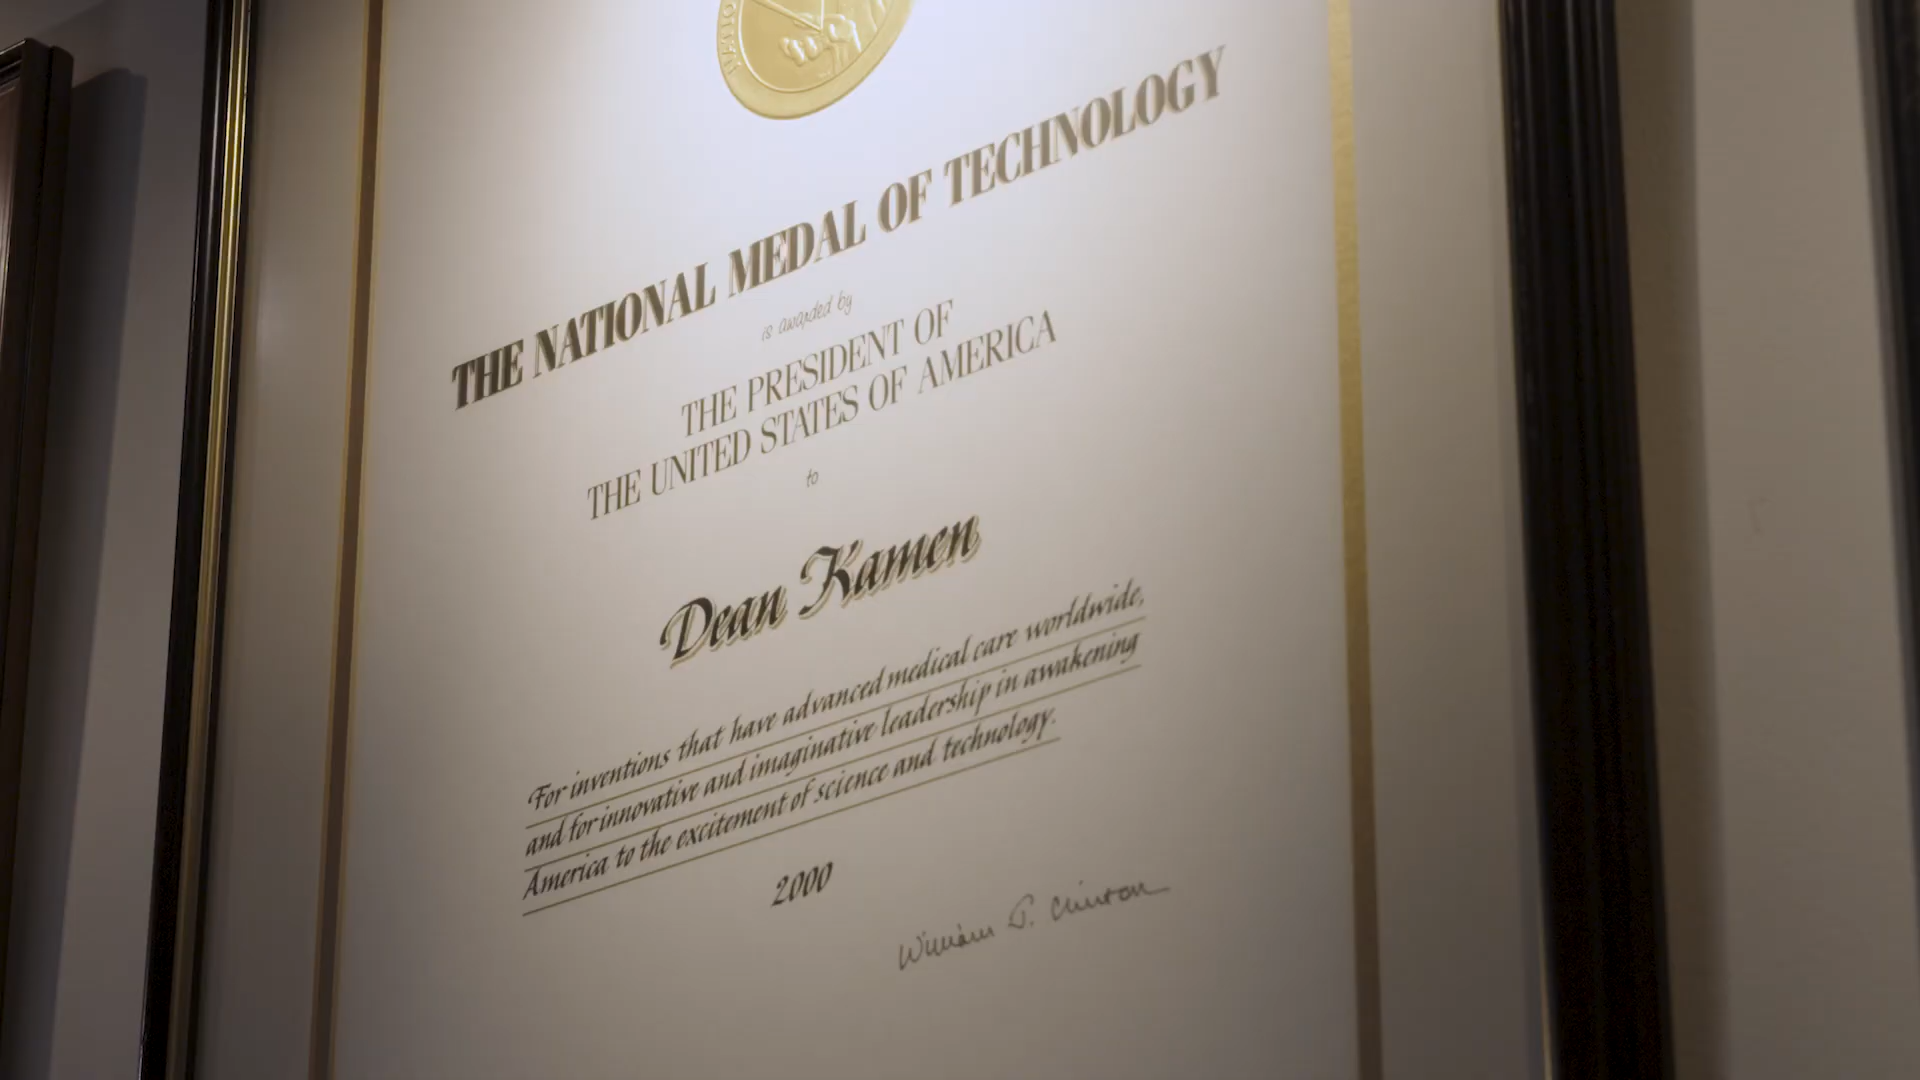 THE NATIONAL MEDAL OF TECHNOLOGY
is awarded by
THE PRESIDENT OF
THE UNITED STATES OF AMERICA
to
Dean Kamen
For inventions that have advanced medical care worldwide,
and for innovative and imaginative leadership in awakening
America to the excitement of science and technology.
2000
William J. Clinton